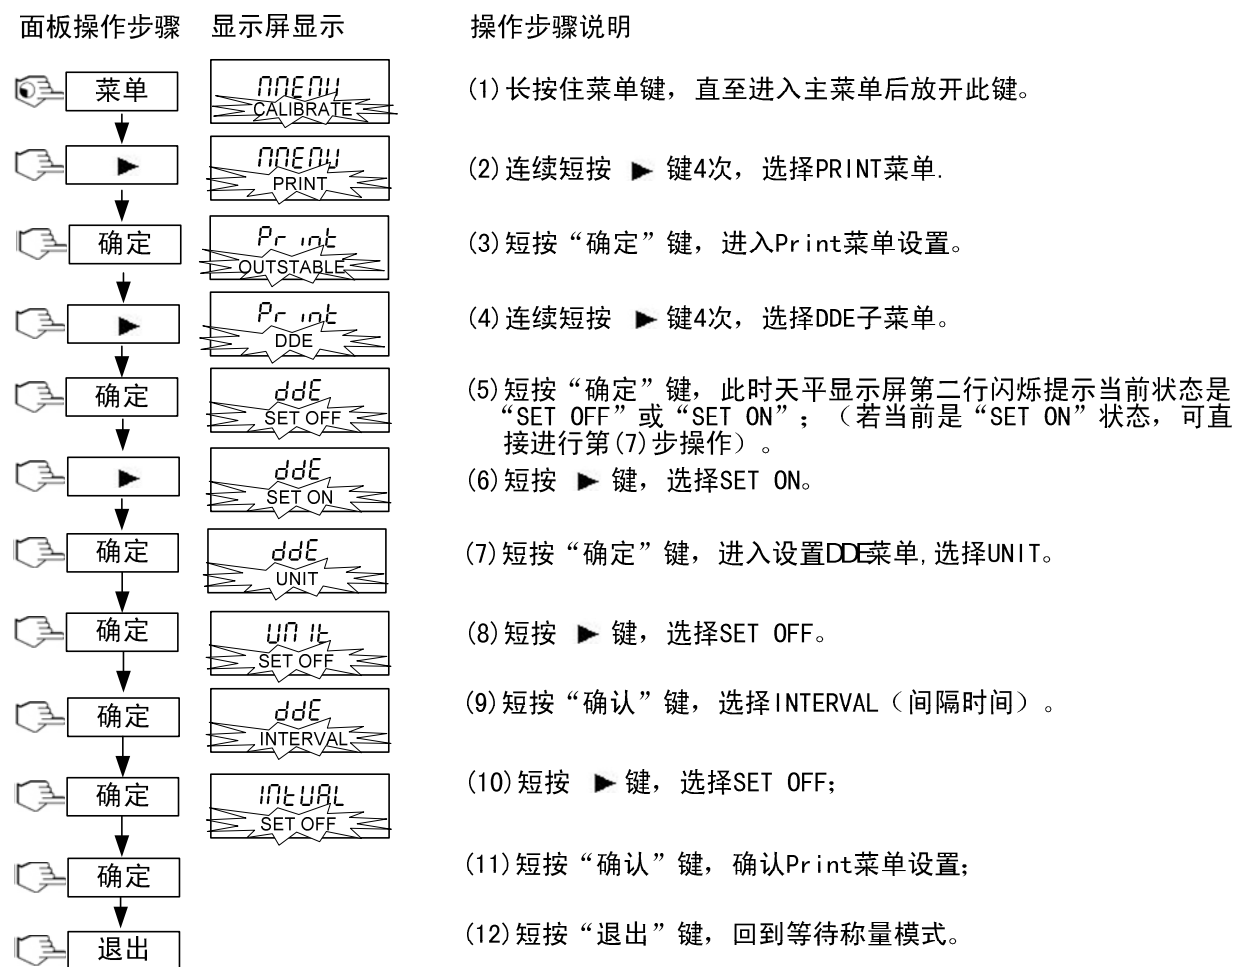 面板操作步骤 显示屏显示 操作步骤说明
菜单 MMENU (1)长按住菜单键，直至进入主菜单后放开此键。
CALIBRATE
▶ MMENU (2)连续短按 ▶ 键4次，选择PRINT菜单.
PRINT
确定 Print (3)短按“确定”键，进入Print菜单设置。
OUTSTABLE
▶ Print (4)连续短按 ▶ 键4次，选择DDE子菜单。
DDE
确定 ddE (5)短按“确定”键，此时天平显示屏第二行闪烁提示当前状态是
SET OFF “SET OFF”或“SET ON”；（若当前是“SET ON”状态，可直
接进行第(7)步操作）。
▶ ddE (6)短按 ▶ 键，选择SET ON。
SET ON
确定 ddE (7)短按“确定”键，进入设置DDE菜单,选择UNIT。
UNIT
确定 UNIt (8)短按 ▶ 键，选择SET OFF。
SET OFF
确定 ddE (9)短按“确认”键，选择INTERVAL（间隔时间）。
INTERVAL
确定 INtVAL (10)短按 ▶ 键，选择SET OFF;
SET OFF
确定 (11)短按“确认”键，确认Print菜单设置;
退出 (12)短按“退出”键，回到等待称量模式。